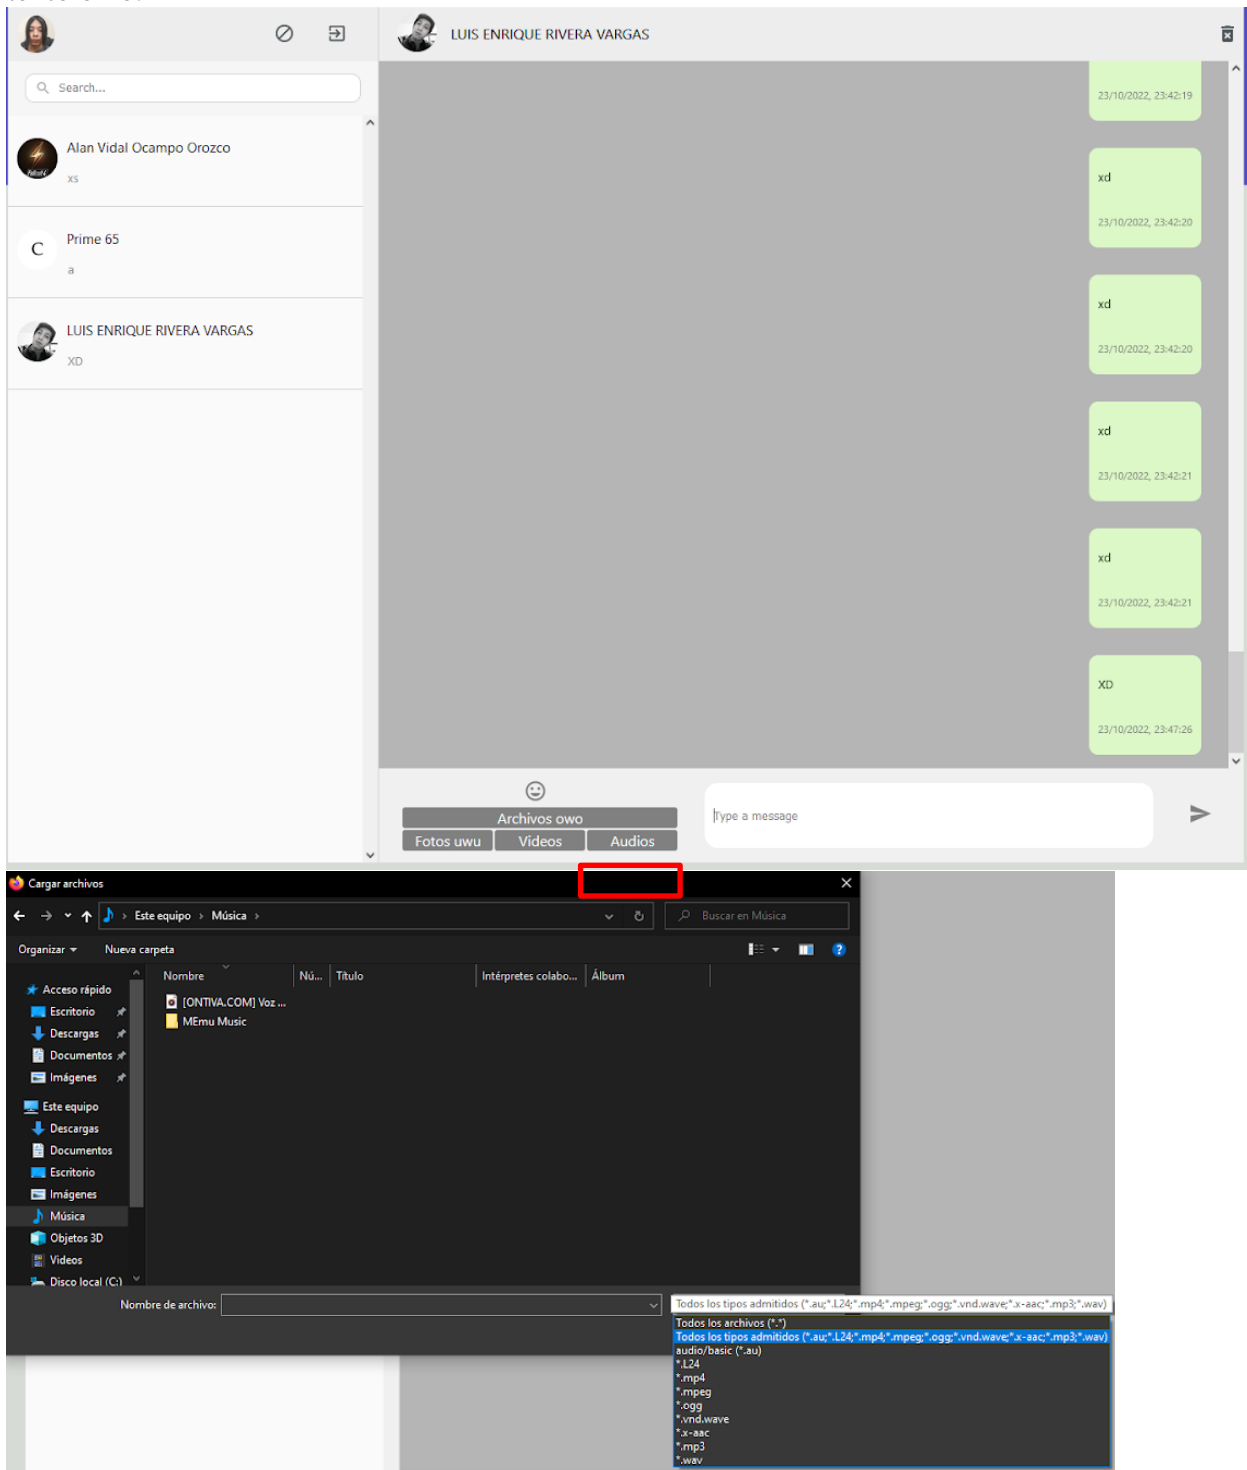 LUIS ENRIQUE RIVERA VARGAS
Search...
Alan Vidal Ocampo Orozco
xs
C
Prime 65
a
LUIS ENRIQUE RIVERA VARGAS
XD
23/10/2022, 23:42:19
xd
23/10/2022, 23:42:20
xd
23/10/2022, 23:42:20
xd
23/10/2022, 23:42:21
xd
23/10/2022, 23:42:21
XD
23/10/2022, 23:47:26
Archivos owo
Fotos uwu Videos Audios
Type a message
Cargar archivos
Este equipo › Música ›
Buscar en Música
Organizar Nueva carpeta
Nombre Nú... Título Intérpretes colabo... Álbum
[ONTIVA.COM] Voz ...
MEmu Music
Acceso rápido
Escritorio
Descargas
Documentos
Imágenes
Este equipo
Descargas
Documentos
Escritorio
Imágenes
Música
Objetos 3D
Videos
Disco local (C:)
Nombre de archivo:
Todos los tipos admitidos (*.au;*.L24;*.mp4;*.mpeg;*.ogg;*.vnd.wave;*.x-aac;*.mp3;*.wav)
Todos los archivos (*.*)
Todos los tipos admitidos (*.au;*.L24;*.mp4;*.mpeg;*.ogg;*.vnd.wave;*.x-aac;*.mp3;*.wav)
audio/basic (*.au)
*.L24
*.mp4
*.mpeg
*.ogg
*.vnd.wave
*.x-aac
*.mp3
*.wav